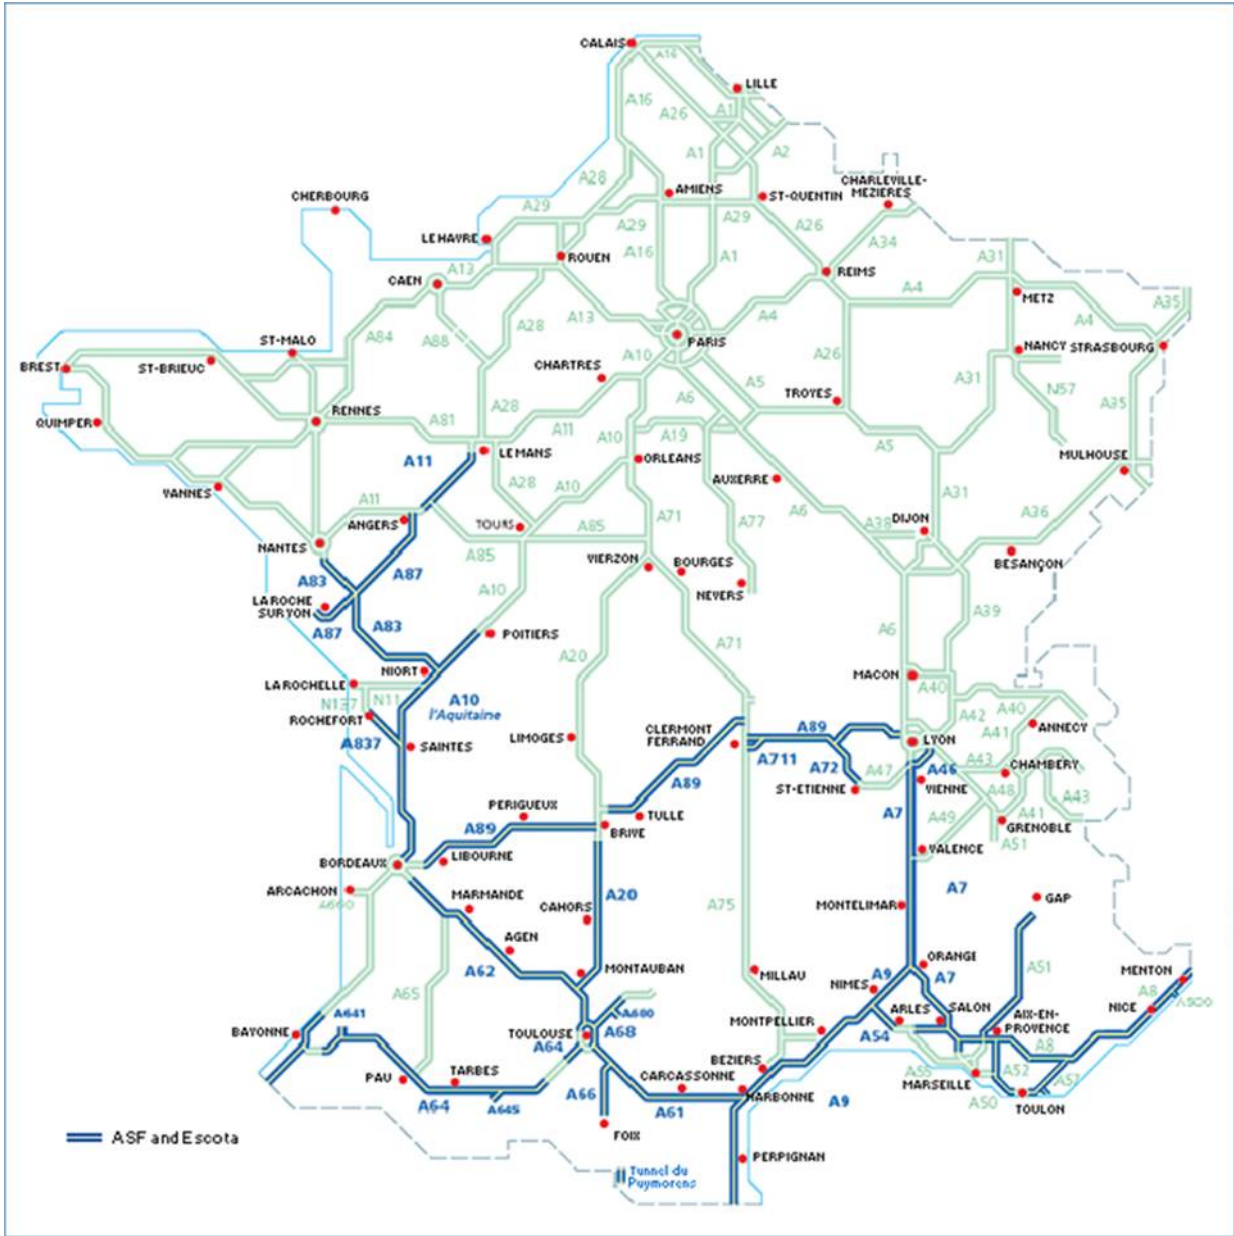 CALAIS
A16
LILLE
A16
A26
A1
A1
A2
A28
AMIENS
ST-QUENTIN
CHARLEVILLE-
MEZIERES
CHERBOURG
A29
A29
A29
A26
A34
LE HAVRE
ROUEN
A16
A1
REIMS
A31
CAEN
A13
METZ
A4
A35
A84
A88
A28
A13
PARIS
A4
A4
ST-MALO
BREST
ST-BRIEUC
CHARTRES
A10
A26
NANCY
STRASBOURG
A5
TROYES
A31
N57
A35
QUIMPER
RENNES
A81
A28
A11
A6
A10
A19
A5
A11
LE MANS
ORLEANS
AUXERRE
MULHOUSE
VANNES
A11
ANGERS
A28
A10
TOURS
A85
A71
A77
A6
A31
A36
A38
DIJON
NANTES
A85
VIERZON
BOURGES
BESANÇON
A83
A87
A10
NEVERS
LA ROCHE
SUR YON
A87
A83
POITIERS
A20
A71
A6
A39
NIORT
LA ROCHELLE
N137
N11
A10
l'Aquitaine
MACON
A40
A42
A40
ROCHEFORT
A837
SAINTES
LIMOGES
CLERMONT
FERRAND
A89
A711
A72
LYON
A41
ANNECY
A89
A47
A46
A43
CHAMBERY
ST-ETIENNE
VIENNE
A48
A43
PERIGUEUX
TULLE
A7
A49
A41
GRENOBLE
A89
BRIVE
A51
BORDEAUX
LIBOURNE
VALENCE
ARCACHON
A660
MARMANDE
CAHORS
A20
A75
A7
MONTELIMAR
GAP
AGEN
A62
MONTAUBAN
MILLAU
ORANGE
A51
MENTON
A65
NIMES
A9
A7
A8
A500
A641
A680
ARLES
SALON
NICE
BAYONNE
TOULOUSE
A68
MONTPELLIER
A54
AIX-EN-
PROVENCE
A64
A8
PAU
TARBES
BEZIERS
A55
A52
A57
A64
A645
A66
CARCASSONNE
MARSEILLE
A61
NARBONNE
A9
A50
TOULON
FOIX
ASF and Escota
PERPIGNAN
Tunnel du
Puymorens